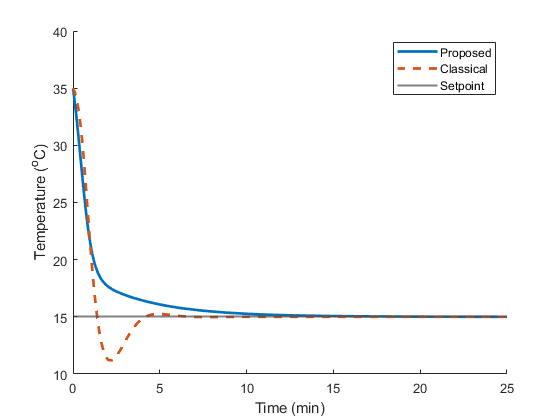 40
35
30
25
20
15
10
Temperature (°C)
0
5
10
15
20
25
Time (min)
Proposed
Classical
Setpoint